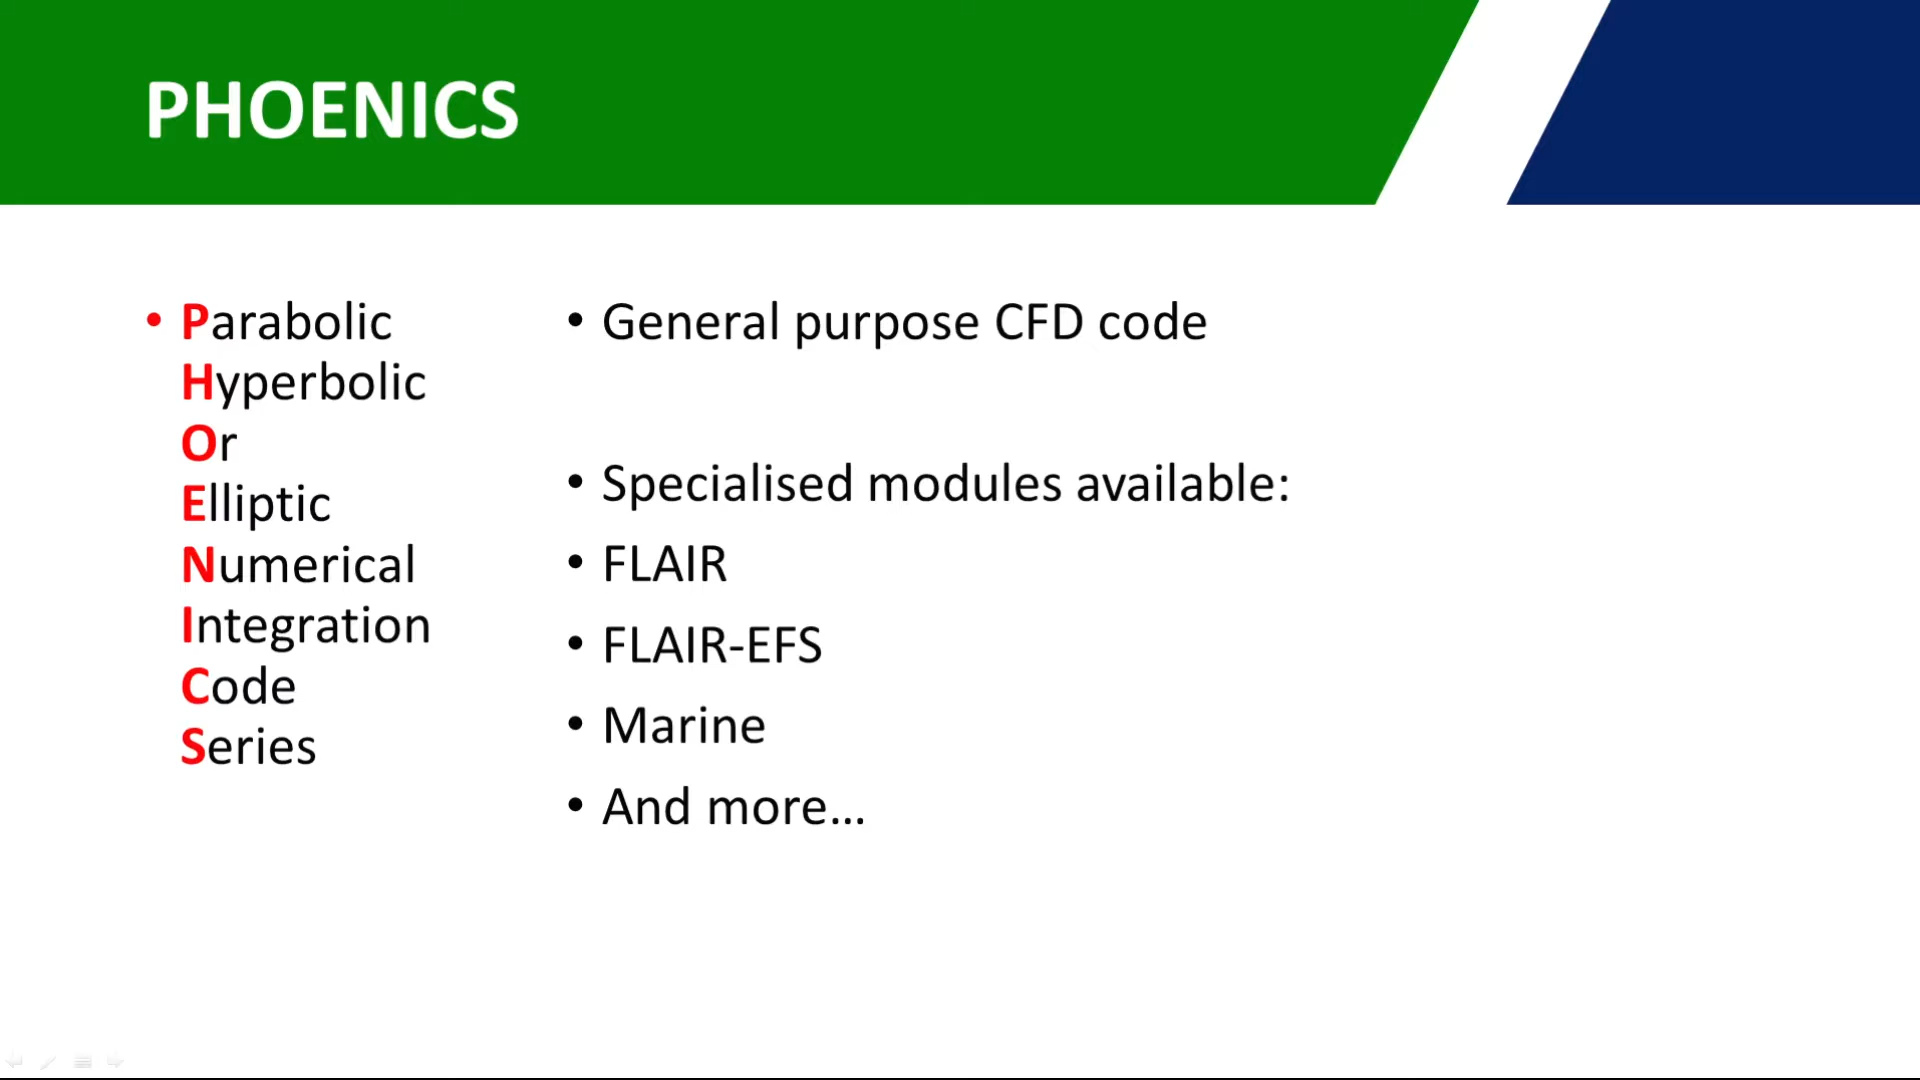 PHOENICS
• Parabolic
Hyperbolic
Or
Elliptic
Numerical
Integration
Code
Series
• General purpose CFD code
• Specialised modules available:
• FLAIR
• FLAIR-EFS
• Marine
• And more...